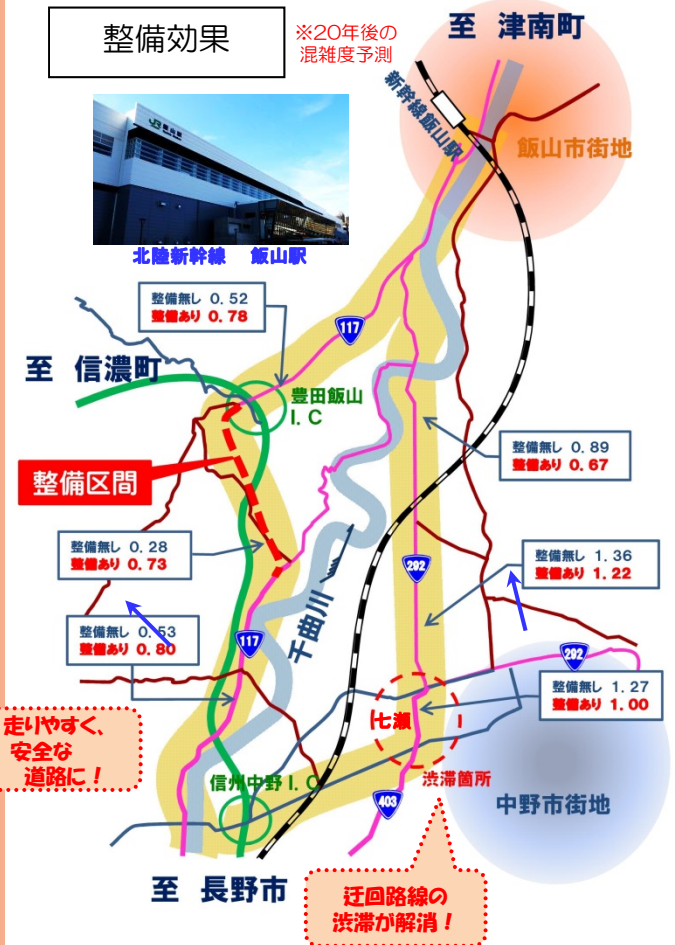 整備効果
※20年後の
混雑度予測
至 津南町
新幹線飯山駅
飯山市街地
飯山駅
北陸新幹線 飯山駅
整備無し 0.52
整備あり 0.78
117
至 信濃町
豊田飯山
I.C
整備区間
整備無し 0.89
整備あり 0.67
整備無し 0.28
整備あり 0.73
整備無し 1.36
整備あり 1.22
292
千曲川
整備無し 0.53
整備あり 0.80
117
292
整備無し 1.27
整備あり 1.00
七瀬
走りやすく、
安全な
道路に!
信州中野I.C
渋滞箇所
403
中野市街地
至 長野市
迂回路線の
渋滞が解消!